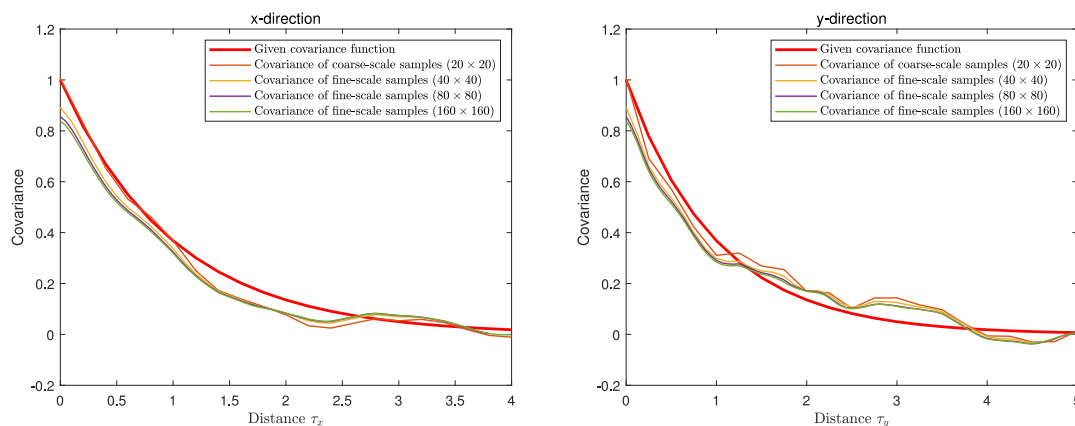 x-direction
Given covariance function
Covariance of coarse-scale samples (20 × 20)
Covariance of fine-scale samples (40 × 40)
Covariance of fine-scale samples (80 × 80)
Covariance of fine-scale samples (160 × 160)
1.2
1
0.8
0.6
0.4
0.2
0
-0.2
Covariance
0 0.5 1 1.5 2 2.5 3 3.5 4
Distance τx
y-direction
Given covariance function
Covariance of coarse-scale samples (20 × 20)
Covariance of fine-scale samples (40 × 40)
Covariance of fine-scale samples (80 × 80)
Covariance of fine-scale samples (160 × 160)
1.2
1
0.8
0.6
0.4
0.2
0
-0.2
Covariance
0 1 2 3 4 5
Distance τy